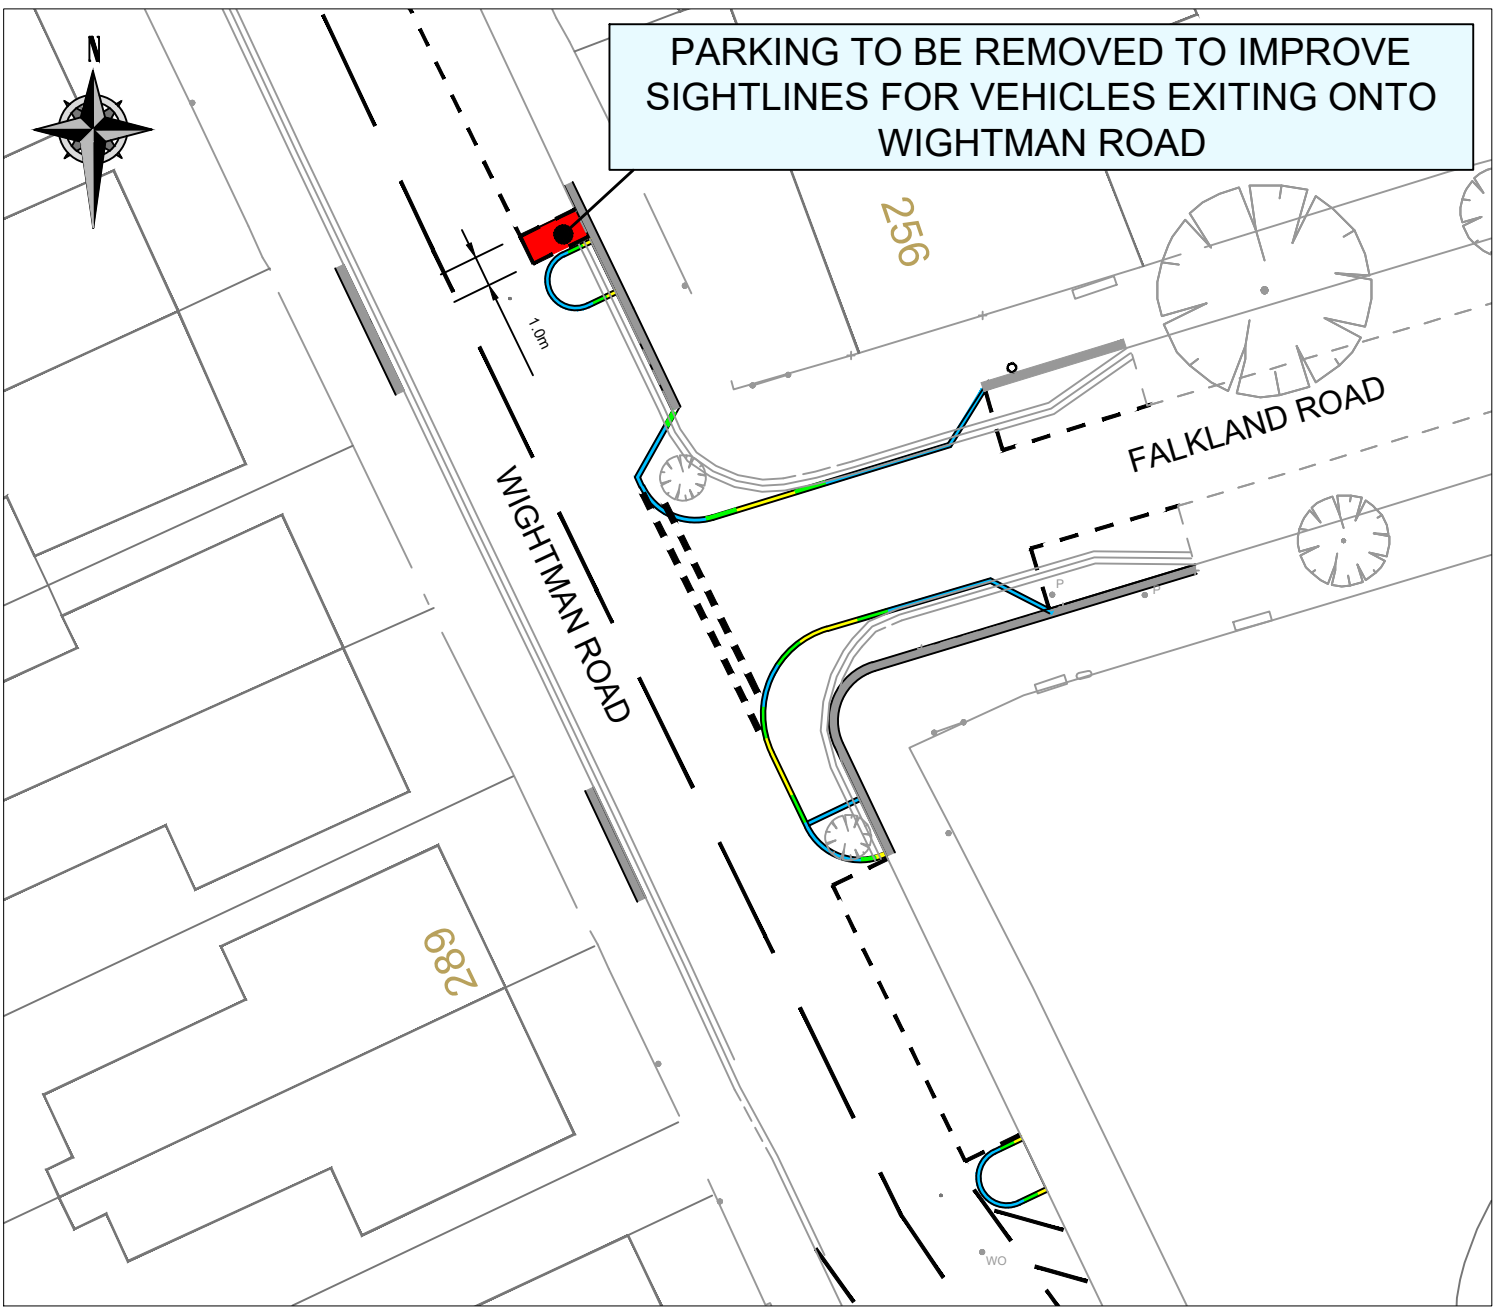 N
PARKING TO BE REMOVED TO IMPROVE
SIGHTLINES FOR VEHICLES EXITING ONTO
WIGHTMAN ROAD
256
1.0m
FALKLAND ROAD
WIGHTMAN ROAD
P
P
289
WO